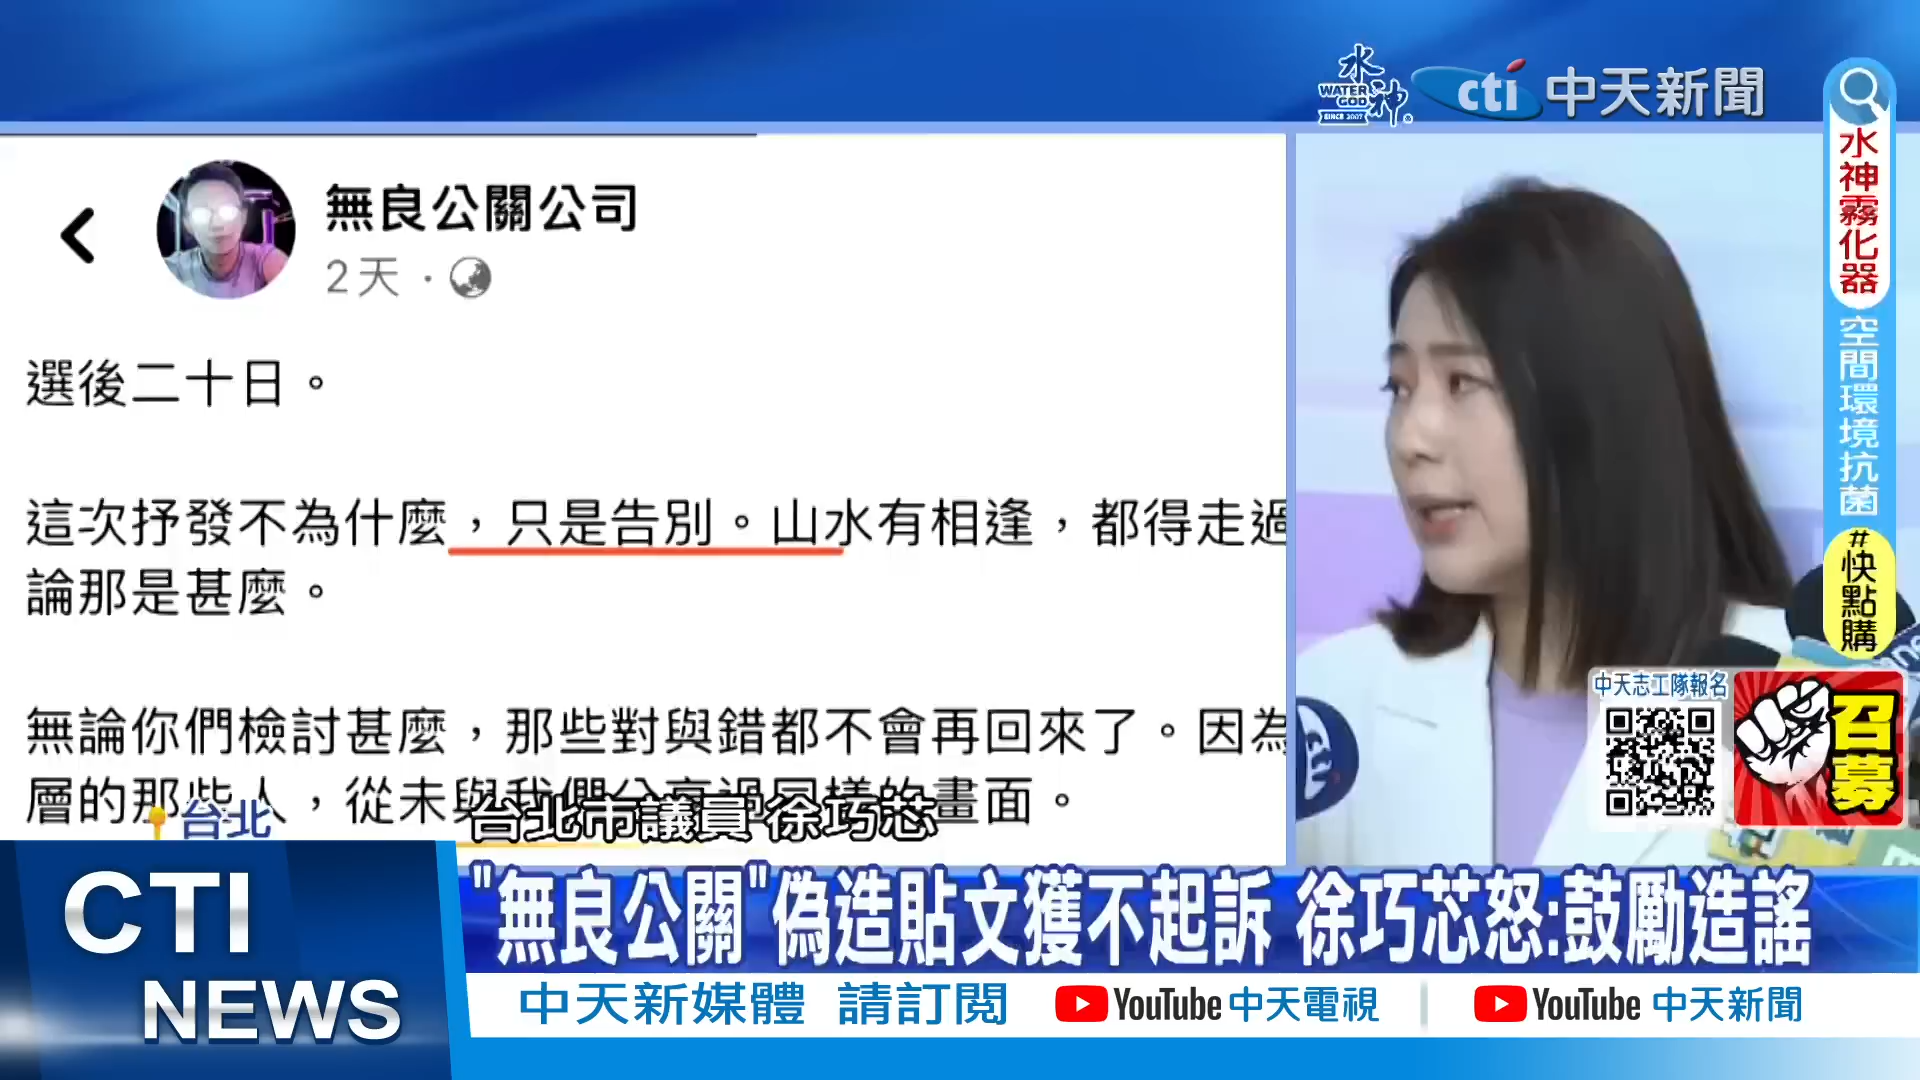 水神
WATER GOD
SINCE 2007
cti 中天新聞
無良公關公司
2天 ·
選後二十日。
這次抒發不為什麼，只是告別。山水有相逢，都得走過
論那是甚麼。
無論你們檢討甚麼，那些對與錯都不會再回來了。因為
層的那些人，從未與我們分享過同樣的畫面。
台北
台北市議員 徐巧芯
水神霧化器
空間環境抗菌
#快點購
中天志工隊報名
召募
CTI NEWS
"無良公關"偽造貼文獲不起訴 徐巧芯怒:鼓勵造謠
中天新媒體 請訂閱 YouTube 中天電視 YouTube 中天新聞